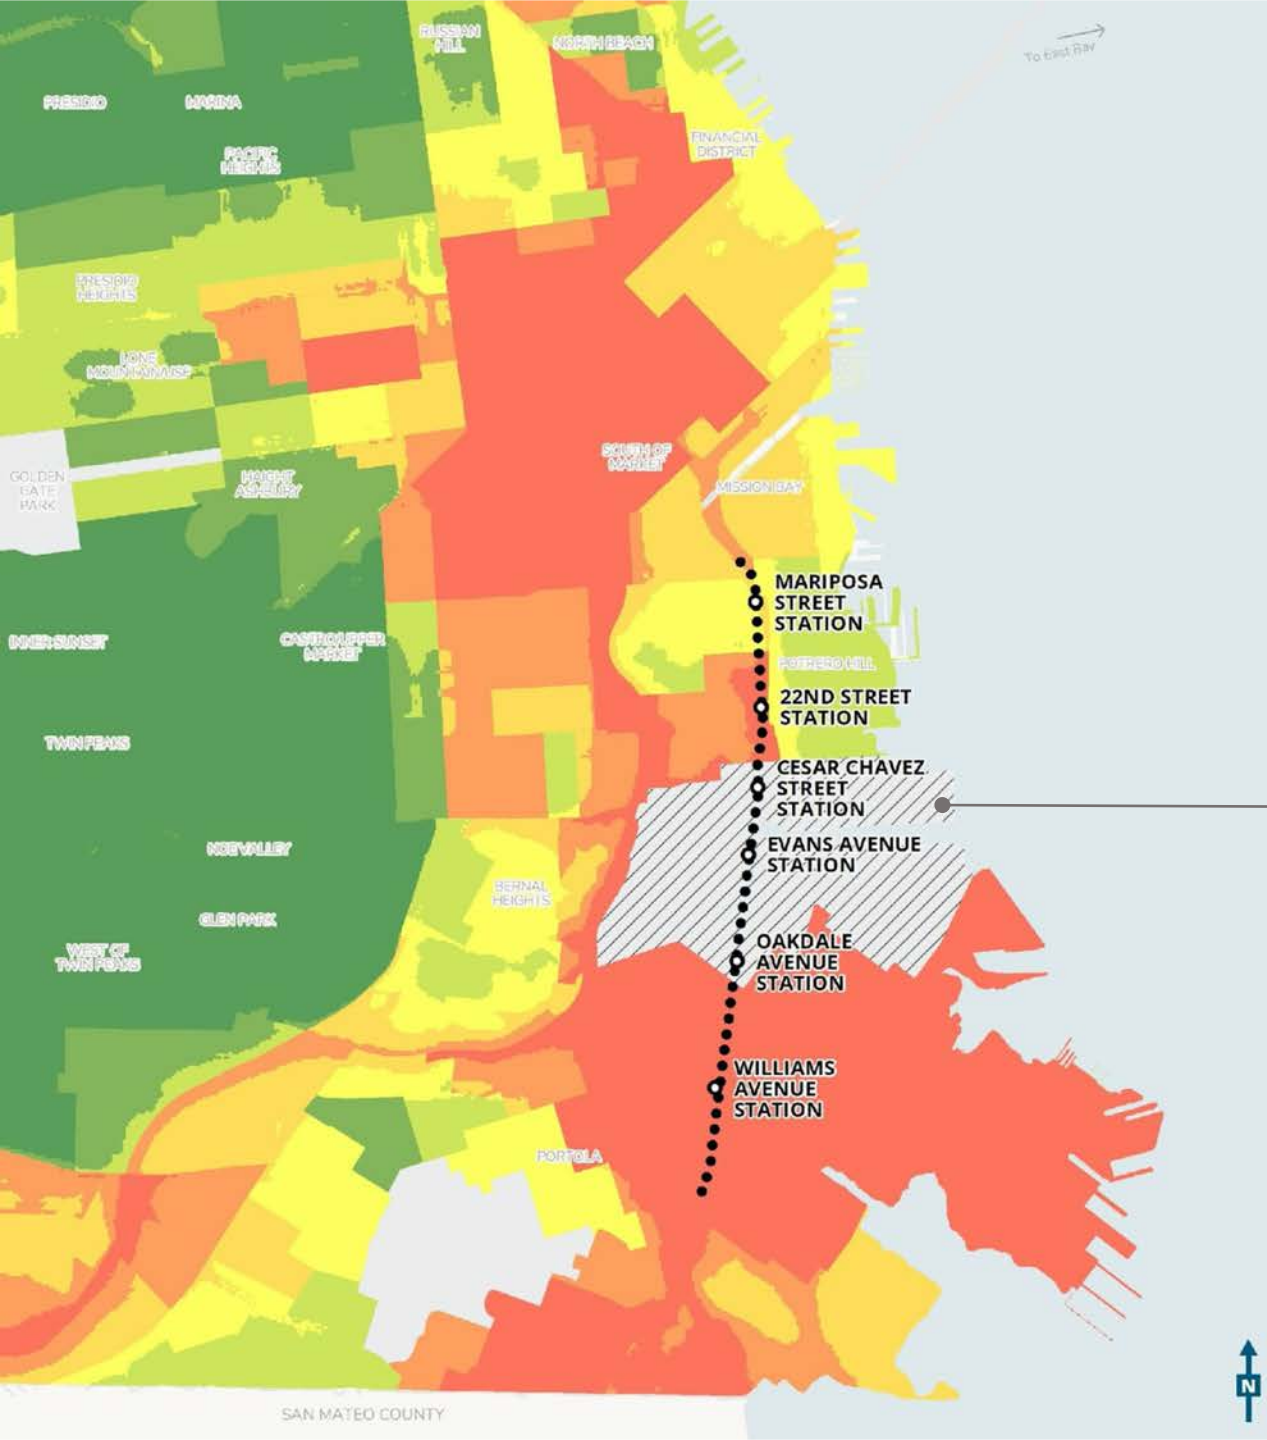 RUSSIAN
HILL
NORTH BEACH
To East Bay
PRESIDIO
MARINA
FINANCIAL
DISTRICT
PACIFIC
HEIGHTS
PRESIDIO
HEIGHTS
LONE
MOUNTAIN/USF
SOUTH OF
MARKET
GOLDEN
GATE
PARK
HAIGHT
ASHBURY
MISSION BAY
MARIPOSA
STREET
STATION
INNER SUNSET
CASTRO/UPPER
MARKET
POTRERO HILL
22ND STREET
STATION
TWIN PEAKS
CESAR CHAVEZ
STREET
STATION
NOE VALLEY
EVANS AVENUE
STATION
BERNAL
HEIGHTS
GLEN PARK
WEST OF
TWIN PEAKS
OAKDALE
AVENUE
STATION
WILLIAMS
AVENUE
STATION
PORTOLA
N
SAN MATEO COUNTY